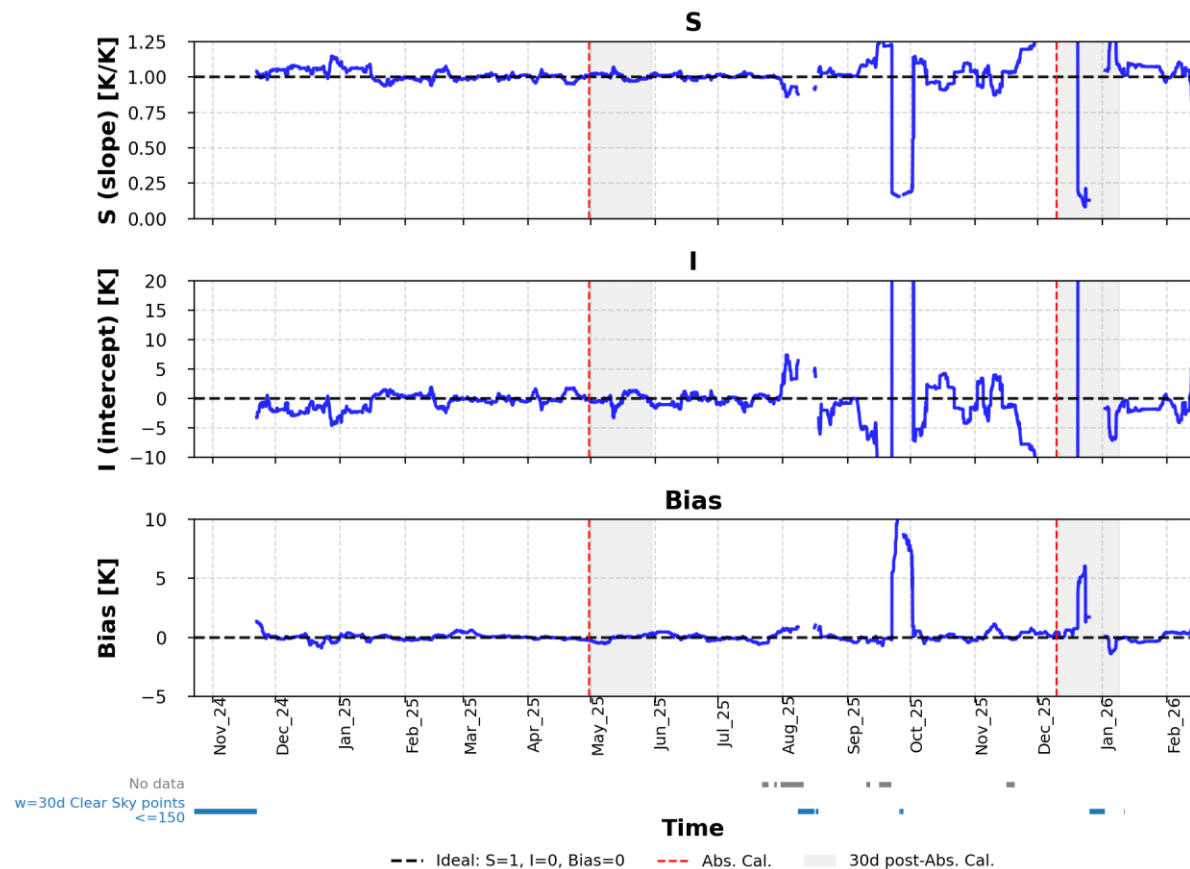 S
S (slope) [K/K]
1.25
1.00
0.75
0.50
0.25
0.00
I
I (intercept) [K]
20
15
10
5
0
−5
−10
Bias
Bias [K]
10
5
0
−5
Nov_24
Dec_24
Jan_25
Feb_25
Mar_25
Apr_25
May_25
Jun_25
Jul_25
Aug_25
Sep_25
Oct_25
Nov_25
Dec_25
Jan_26
Feb_26
No data
w=30d Clear Sky points
<=150
Time
Ideal: S=1, I=0, Bias=0
Abs. Cal.
30d post-Abs. Cal.